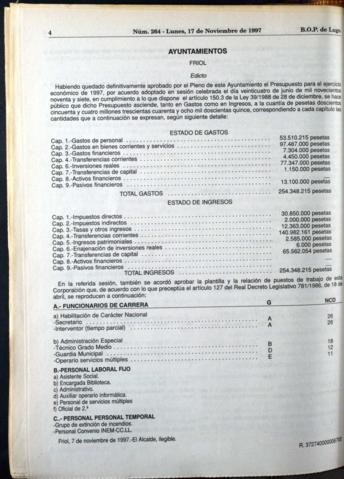 4 Núm. 264 - Lunes, 17 de Noviembre de 1997 B.O.P. de Lugo
AYUNTAMIENTOS
FRIOL
Edicto
Habiendo quedado definitivamente aprobado por el Pleno de este Ayuntamiento el Presupuesto para el ejercicio
económico de 1997, por acuerdo adoptado en sesión celebrada el día veinticuatro de junio de mil novecientos
noventa y siete, en cumplimiento a lo que dispone el artículo 150.3 de la Ley 39/1988 de 28 de diciembre, se hace
público que dicho Presupuesto asciende, tanto en Gastos como en Ingresos, a la cuantía de pesetas doscientos
cincuenta y cuatro millones trescientas cuarenta y ocho mil doscientas quince, correspondiendo a cada capítulo las
cantidades que a continuación se expresan, según siguiente detalle:
ESTADO DE GASTOS
Cap. 1.-Gastos de personal 53.510.215 pesetas
Cap. 2.-Gastos en bienes corrientes y servicios 97.467.000 pesetas
Cap. 3.-Gastos financieros 7.304.000 pesetas
Cap. 4.-Transferencias corrientes 4.450.000 pesetas
Cap. 6.-Inversiones reales 77.347.000 pesetas
Cap. 7.-Transferencias de capital 1.150.000 pesetas
Cap. 8.-Activos financieros
Cap. 9.-Pasivos financieros 13.100.000 pesetas
TOTAL GASTOS 254.348.215 pesetas
ESTADO DE INGRESOS
Cap. 1.-Impuestos directos 30.850.000 pesetas
Cap. 2.-Impuestos indirectos 2.000.000 pesetas
Cap. 3.-Tasas y otros ingresos 12.363.000 pesetas
Cap. 4.-Transferencias corrientes 140.982.161 pesetas
Cap. 5.-Ingresos patrimoniales 2.585.000 pesetas
Cap. 6.-Enajenación de inversiones reales 6.000 pesetas
Cap. 7.-Transferencias de capital 65.562.054 pesetas
Cap. 8.-Activos financieros
Cap. 9.-Pasivos financieros
TOTAL INGRESOS 254.348.215 pesetas
En la referida sesión, también se acordó aprobar la plantilla y la relación de puestos de trabajo de esta
Corporación que, de acuerdo con lo que preceptúa el artículo 127 del Real Decreto Legislativo 781/1986, de 18 de
abril, se reproducen a continuación:
A.- FUNCIONARIOS DE CARRERA G NCD
a) Habilitación de Carácter Nacional
-Secretario A 26
-Interventor (tiempo parcial) A 26
b) Administración Especial
-Técnico Grado Medio B 18
-Guardia Municipal D 12
-Operario servicios múltiples E 11
B.-PERSONAL LABORAL FIJO
a) Asistente Social.
b) Encargada Biblioteca.
c) Administrativo.
d) Auxiliar operario informática.
e) Personal de servicios múltiples
f) Oficial de 2.ª
C.- PERSONAL PERSONAL TEMPORAL
-Grupo de extinción de incendios.
-Personal Convenio INEM-CC.LL.
Friol, 7 de noviembre de 1997.-El Alcalde, ilegible.